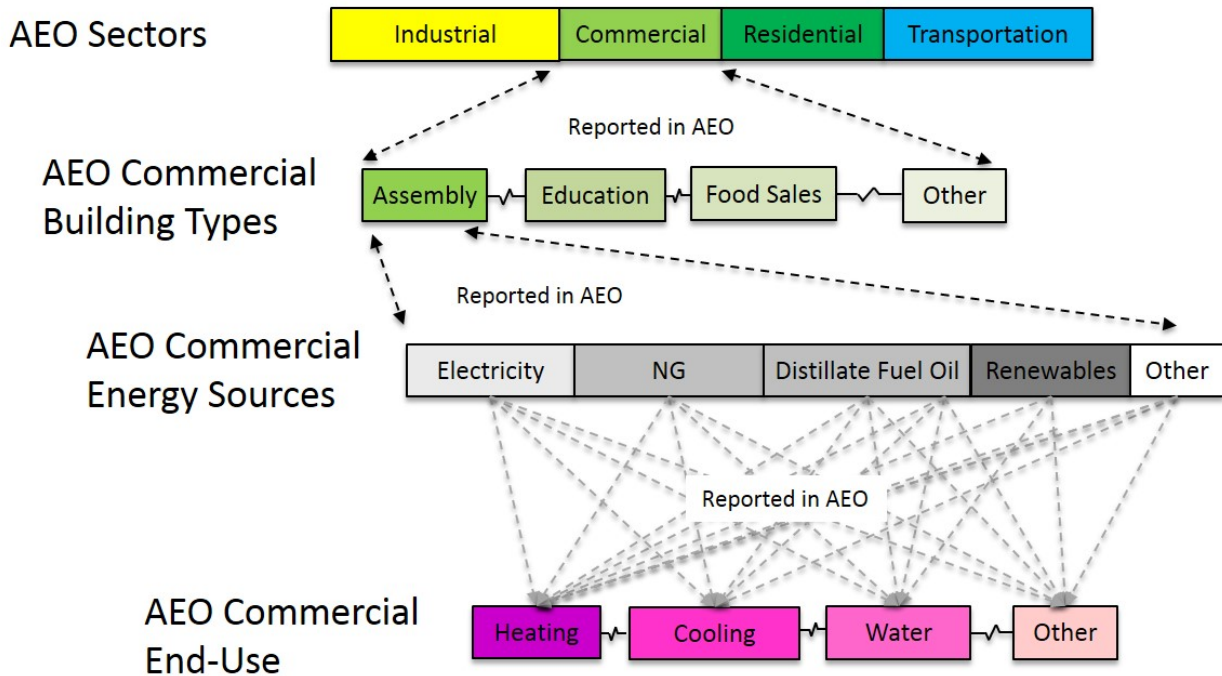 AEO Sectors
Industrial Commercial Residential Transportation
Reported in AEO
AEO Commercial
Building Types
Assembly Education Food Sales Other
Reported in AEO
AEO Commercial
Energy Sources
Electricity NG Distillate Fuel Oil Renewables Other
Reported in AEO
AEO Commercial
End-Use
Heating Cooling Water Other